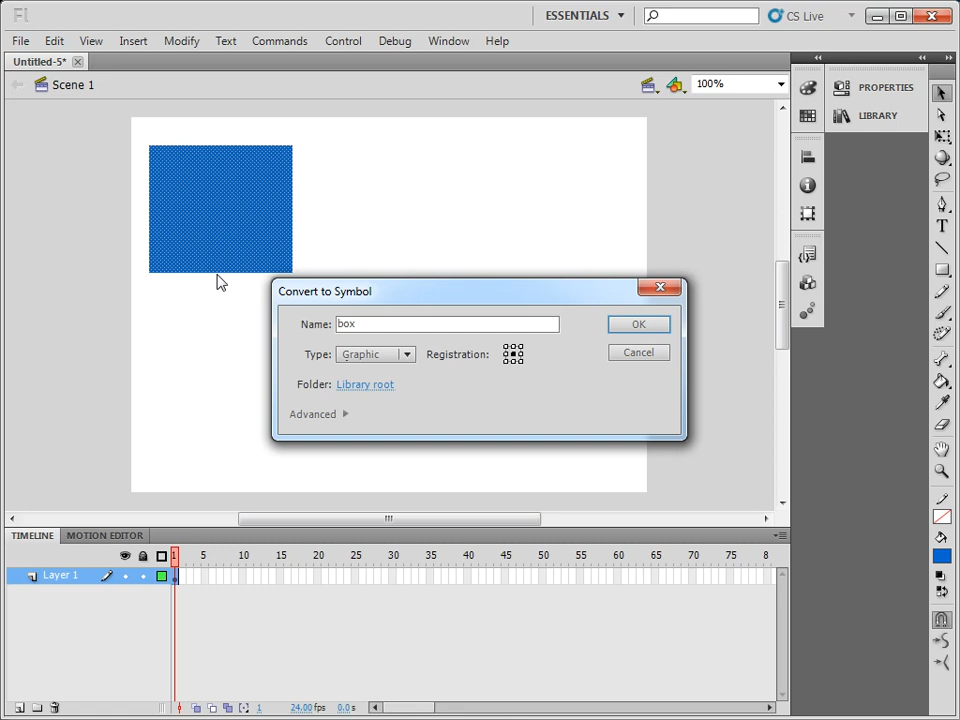 Fl ESSENTIALS CS Live
File Edit View Insert Modify Text Commands Control Debug Window Help
Untitled-5*
Scene 1 100%
PROPERTIES
LIBRARY
Convert to Symbol
Name: box OK
Type: Graphic Registration: Cancel
Folder: Library root
Advanced
TIMELINE MOTION EDITOR
1 5 10 15 20 25 30 35 40 45 50 55 60 65 70 75 8
Layer 1
1 24.00 fps 0.0 s